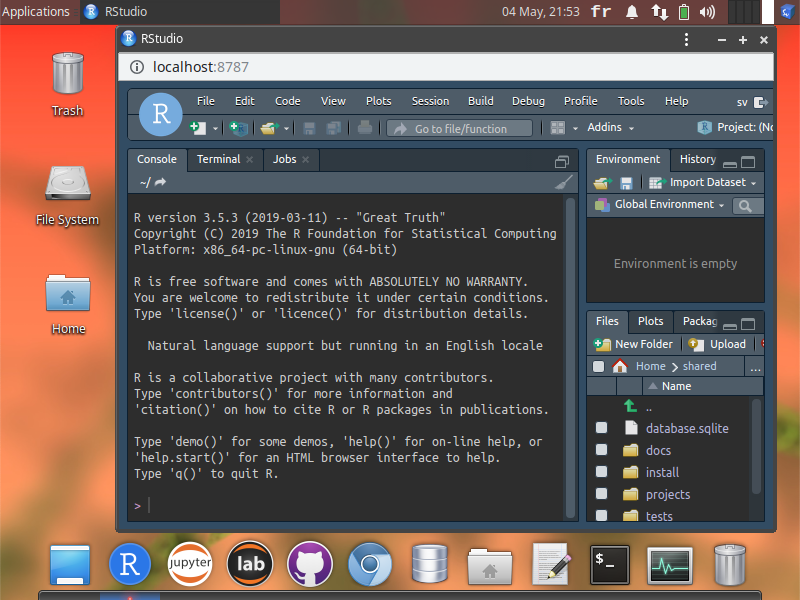 Applications RStudio 04 May, 21:53 fr
RStudio
localhost:8787
File Edit Code View Plots Session Build Debug Profile Tools Help sv
R
Go to file/function Addins Project: (No
Console Terminal Jobs
~/
R version 3.5.3 (2019-03-11) -- "Great Truth"
Copyright (C) 2019 The R Foundation for Statistical Computing
Platform: x86_64-pc-linux-gnu (64-bit)
R is free software and comes with ABSOLUTELY NO WARRANTY.
You are welcome to redistribute it under certain conditions.
Type 'license()' or 'licence()' for distribution details.
Natural language support but running in an English locale
R is a collaborative project with many contributors.
Type 'contributors()' for more information and
'citation()' on how to cite R or R packages in publications.
Type 'demo()' for some demos, 'help()' for on-line help, or
'help.start()' for an HTML browser interface to help.
Type 'q()' to quit R.
>
Environment History
Import Dataset
Global Environment
Environment is empty
Files Plots Packag
New Folder Upload
Home shared ...
Name
..
database.sqlite
docs
install
projects
tests
Trash
File System
Home
R jupyter lab $_